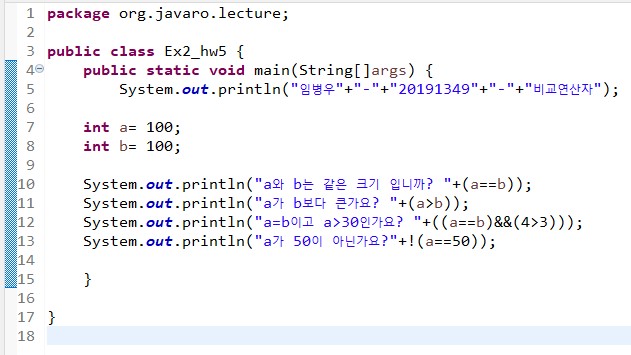 1 package org.javaro.lecture;
2
3 public class Ex2_hw5 {
4 public static void main(String[]args) {
5 System.out.println("임병우"+"-"+"20191349"+"-"+"비교연산자");
6
7 int a= 100;
8 int b= 100;
9
10 System.out.println("a와 b는 같은 크기 입니까? "+(a==b));
11 System.out.println("a가 b보다 큰가요? "+(a>b));
12 System.out.println("a=b이고 a>30인가요? "+((a==b)&&(4>3)));
13 System.out.println("a가 50이 아닌가요?"+!(a==50));
14
15 }
16
17 }
18